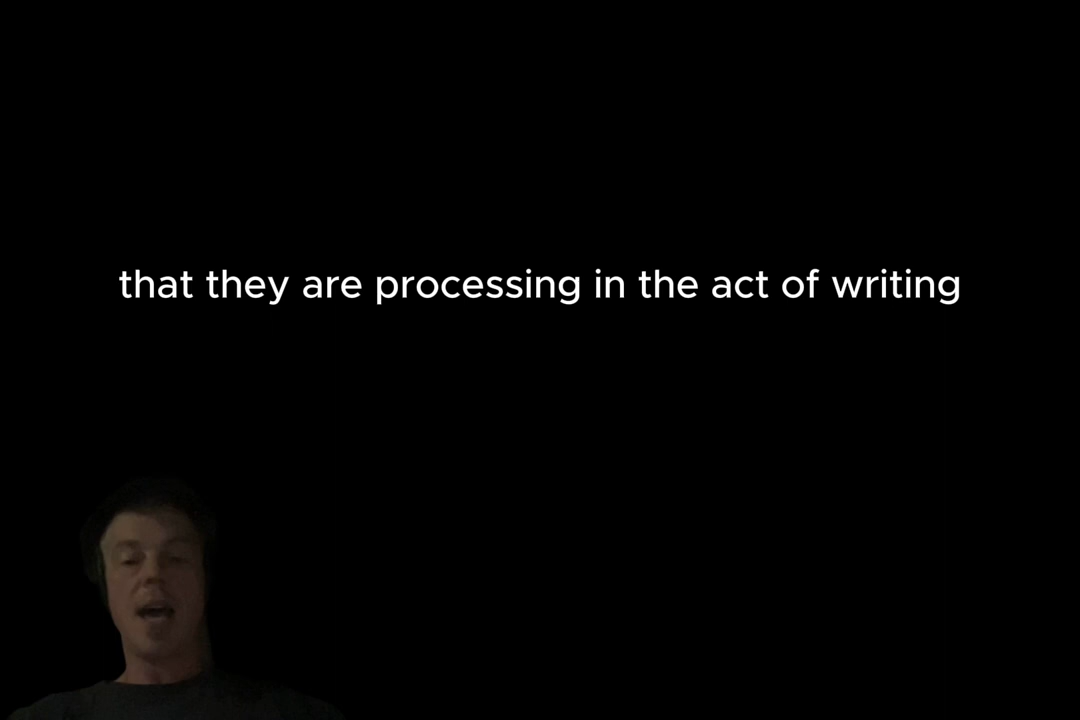 that they are processing in the act of writing